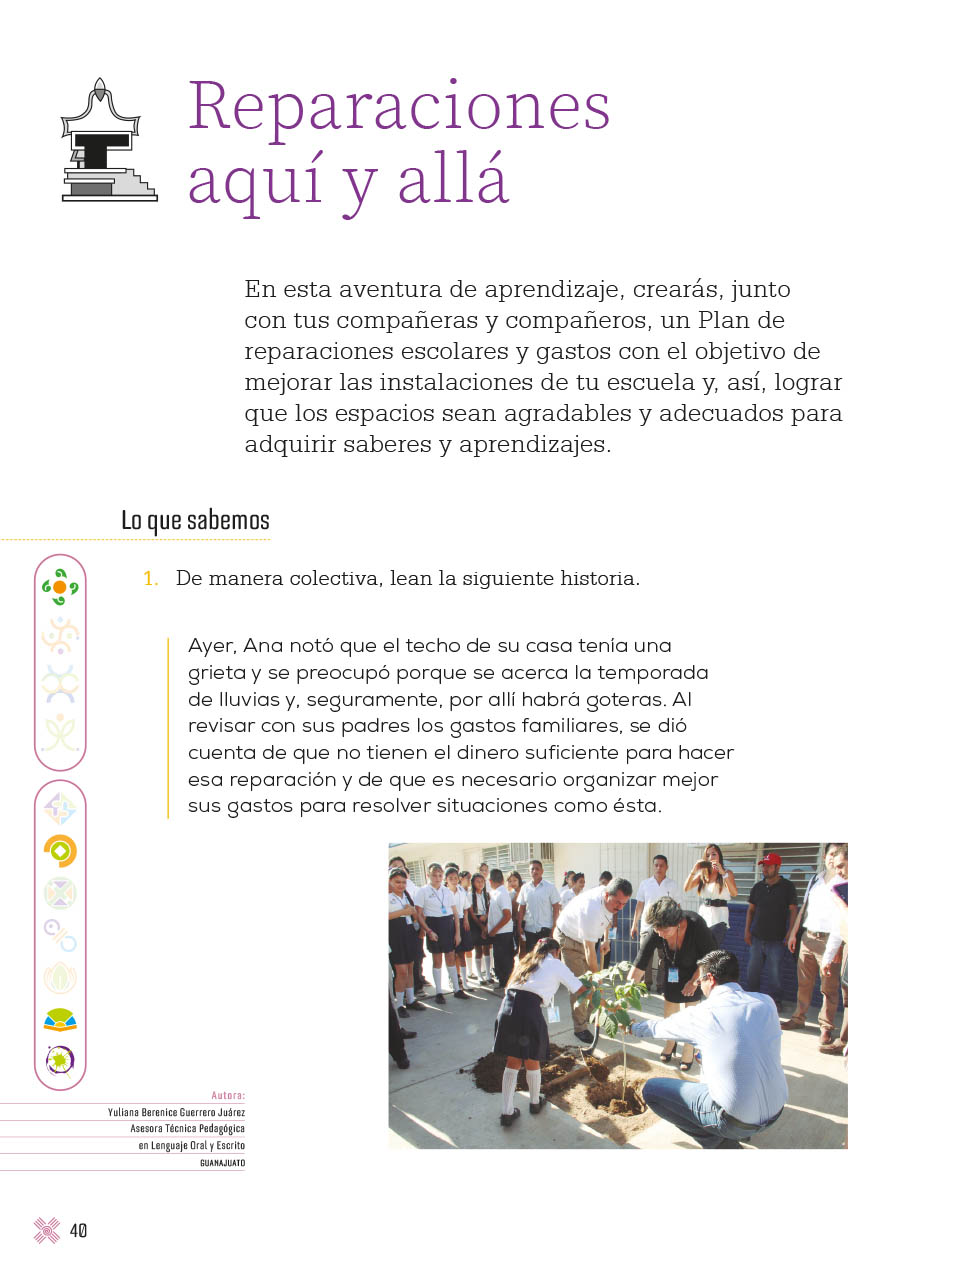 Reparaciones
aquí y allá
En esta aventura de aprendizaje, crearás, junto
con tus compañeras y compañeros, un Plan de
reparaciones escolares y gastos con el objetivo de
mejorar las instalaciones de tu escuela y, así, lograr
que los espacios sean agradables y adecuados para
adquirir saberes y aprendizajes.
Lo que sabemos
1. De manera colectiva, lean la siguiente historia.
Ayer, Ana notó que el techo de su casa tenía una
grieta y se preocupó porque se acerca la temporada
de lluvias y, seguramente, por allí habrá goteras. Al
revisar con sus padres los gastos familiares, se dió
cuenta de que no tienen el dinero suficiente para hacer
esa reparación y de que es necesario organizar mejor
sus gastos para resolver situaciones como ésta.
Autora:
Yuliana Berenice Guerrero Juárez
Asesora Técnica Pedagógica
en Lenguaje Oral y Escrito
GUANAJUATO
40